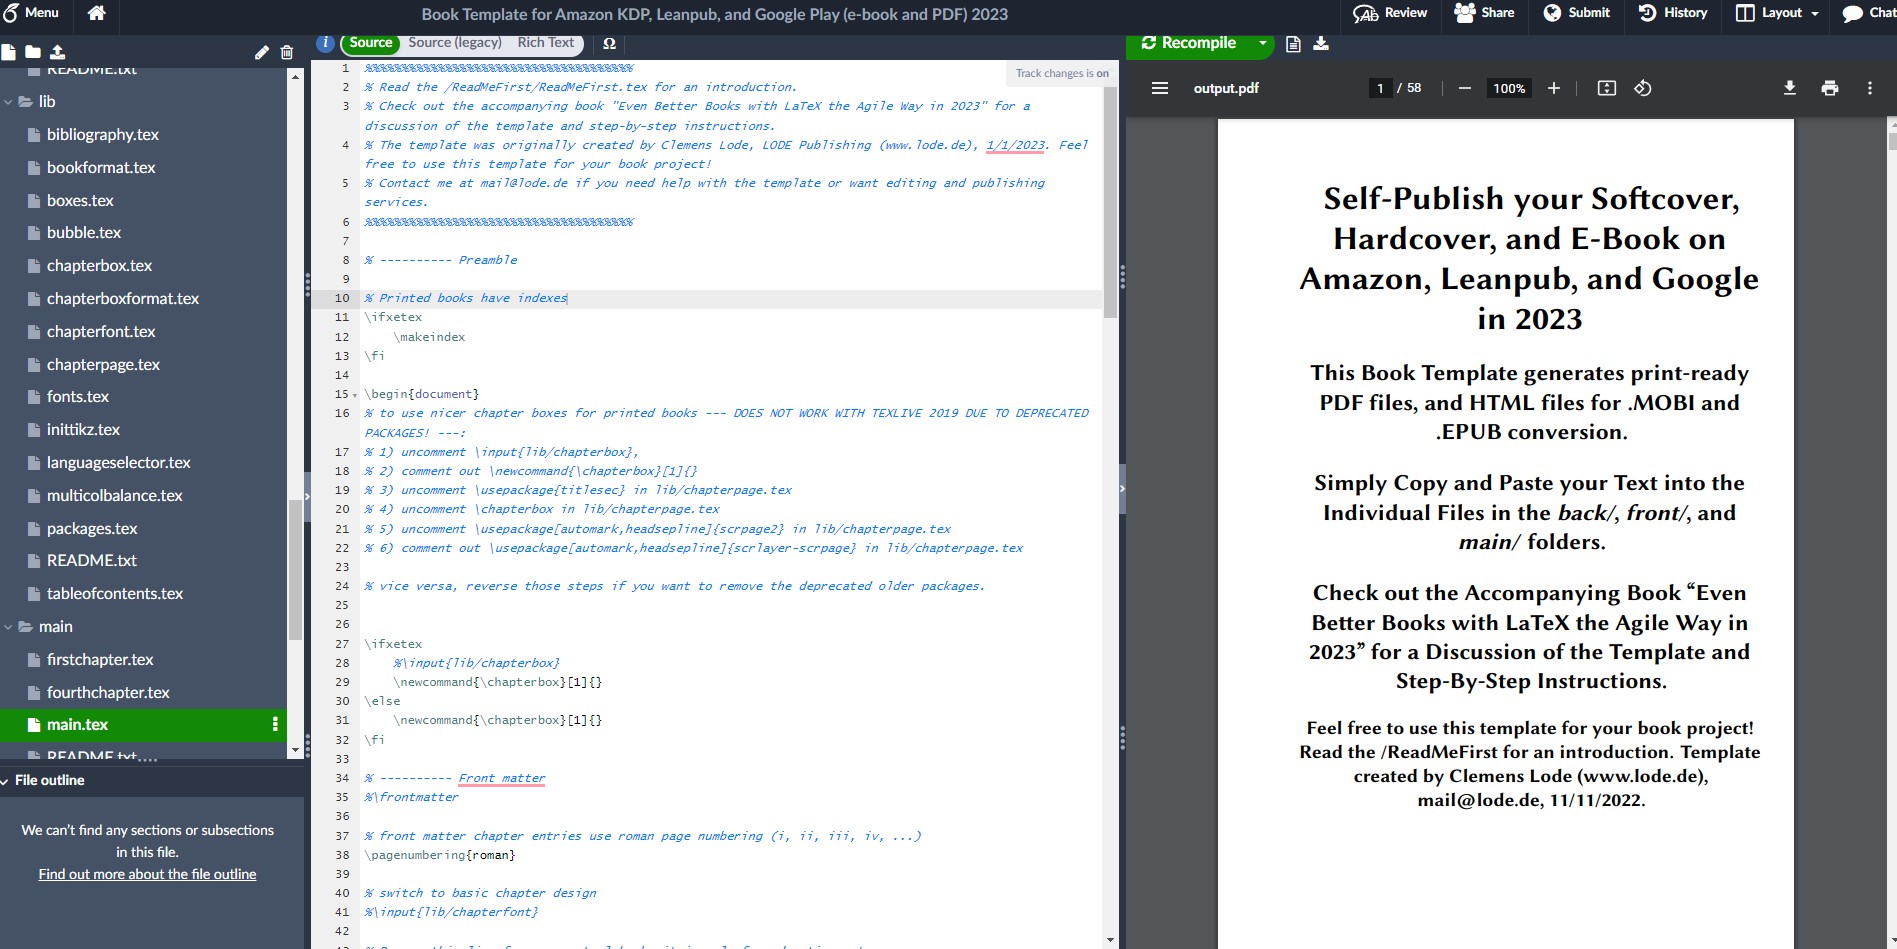 Menu
Book Template for Amazon KDP, Leanpub, and Google Play (e-book and PDF) 2023
Review
Share
Submit
History
Layout
Chat
Source
Source (legacy)
Rich Text
Ω
Recompile
README.txt
lib
bibliography.tex
bookformat.tex
boxes.tex
bubble.tex
chapterbox.tex
chapterboxformat.tex
chapterfont.tex
chapterpage.tex
fonts.tex
inittikz.tex
languageselector.tex
multicolbalance.tex
packages.tex
README.txt
tableofcontents.tex
main
firstchapter.tex
fourthchapter.tex
main.tex
README.txt
File outline
We can't find any sections or subsections
in this file.
Find out more about the file outline
Track changes is on
1 %%%%%%%%%%%%%%%%%%%%%%%%%%%%%%%%%%%%%
2 % Read the /ReadMeFirst/ReadMeFirst.tex for an introduction.
3 % Check out the accompanying book "Even Better Books with LaTeX the Agile Way in 2023" for a
discussion of the template and step-by-step instructions.
4 % The template was originally created by Clemens Lode, LODE Publishing (www.lode.de), 1/1/2023. Feel
free to use this template for your book project!
5 % Contact me at mail@lode.de if you need help with the template or want editing and publishing
services.
6 %%%%%%%%%%%%%%%%%%%%%%%%%%%%%%%%%%%%%
7
8 % ---------- Preamble
9
10 % Printed books have indexes
11 \ifxetex
12 \makeindex
13 \fi
14
15 \begin{document}
16 % to use nicer chapter boxes for printed books --- DOES NOT WORK WITH TEXLIVE 2019 DUE TO DEPRECATED
PACKAGES! ---:
17 % 1) uncomment \input{lib/chapterbox},
18 % 2) comment out \newcommand{\chapterbox}[1]{}
19 % 3) uncomment \usepackage{titlesec} in lib/chapterpage.tex
20 % 4) uncomment \chapterbox in lib/chapterpage.tex
21 % 5) uncomment \usepackage[automark,headsepline]{scrpage2} in lib/chapterpage.tex
22 % 6) comment out \usepackage[automark,headsepline]{scrlayer-scrpage} in lib/chapterpage.tex
23
24 % vice versa, reverse those steps if you want to remove the deprecated older packages.
25
26
27 \ifxetex
28 %\input{lib/chapterbox}
29 \newcommand{\chapterbox}[1]{}
30 \else
31 \newcommand{\chapterbox}[1]{}
32 \fi
33
34 % ---------- Front matter
35 %\frontmatter
36
37 % front matter chapter entries use roman page numbering (i, ii, iii, iv, ...)
38 \pagenumbering{roman}
39
40 % switch to basic chapter design
41 %\input{lib/chapterfont}
42
output.pdf
1 / 58
100%
Self-Publish your Softcover,
Hardcover, and E-Book on
Amazon, Leanpub, and Google
in 2023
This Book Template generates print-ready
PDF files, and HTML files for .MOBI and
.EPUB conversion.
Simply Copy and Paste your Text into the
Individual Files in the back/, front/, and
main/ folders.
Check out the Accompanying Book “Even
Better Books with LaTeX the Agile Way in
2023” for a Discussion of the Template and
Step-By-Step Instructions.
Feel free to use this template for your book project!
Read the /ReadMeFirst for an introduction. Template
created by Clemens Lode (www.lode.de),
mail@lode.de, 11/11/2022.